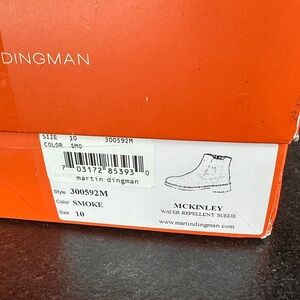 DINGMAN
SIZE 10 300592M
COLOR SMO
7 03172 85393 0
martin dingman
Style 300592M
Color SMOKE
Size 10
MCKINLEY
WATER REPELLENT SUEDE
www.martindingman.com